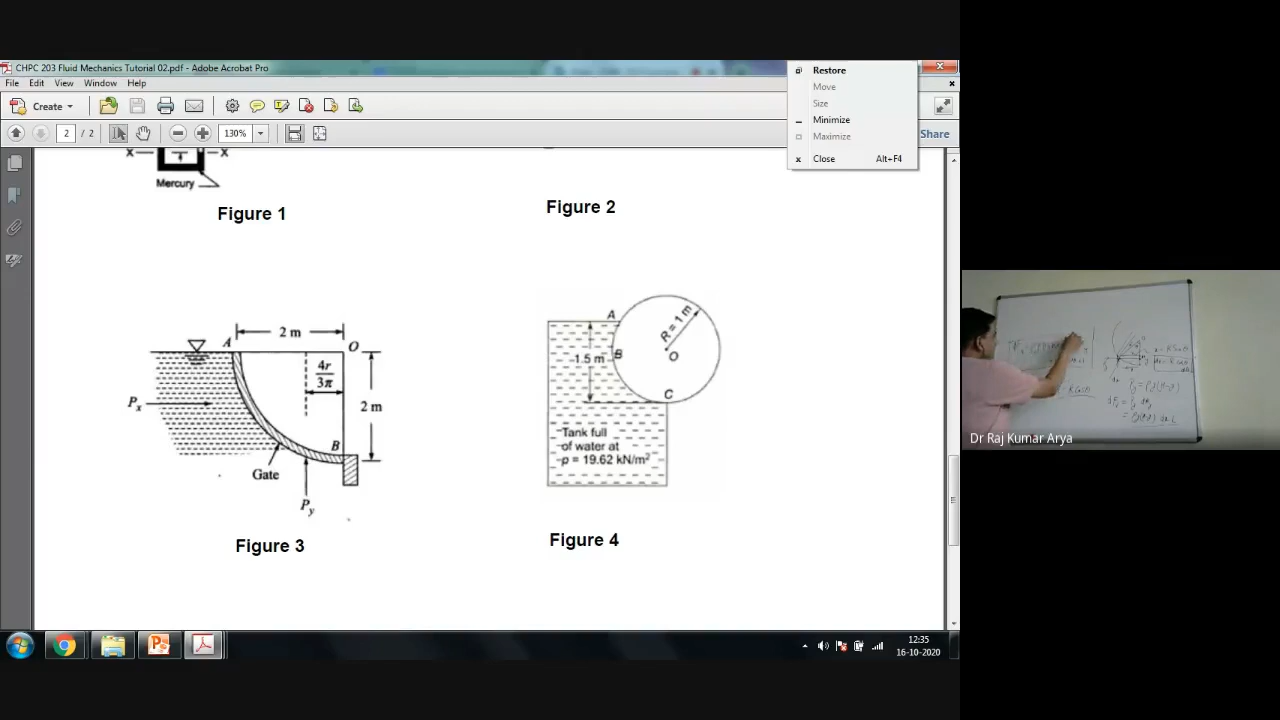 CHPC 203 Fluid Mechanics Tutorial 02.pdf - Adobe Acrobat Pro
File Edit View Window Help
Create
2 / 2 130% Share
Restore
Move
Size
Minimize
Maximize
x Close Alt+F4
X X
Mercury
Figure 1
Figure 2
2 m
A
O
4r
3π
2 m
Px
B
Gate
Py
Figure 3
A
R = 1 m
1.5 m
B
O
C
Tank full
of water at
p = 19.62 kN/m²
Figure 4
Dr Raj Kumar Arya
12:35
16-10-2020